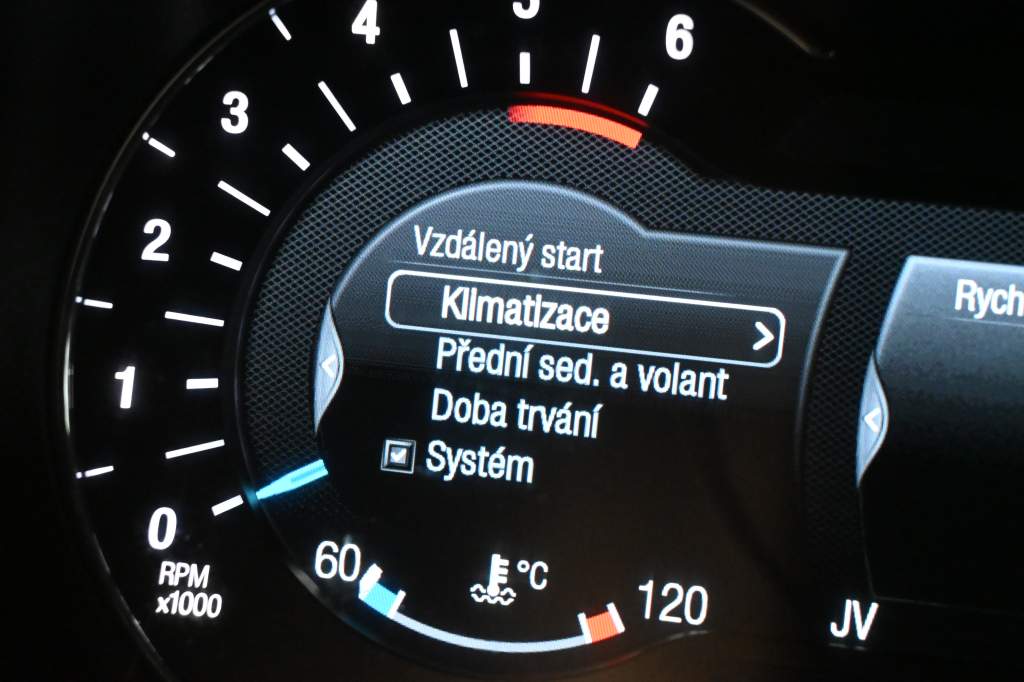 4
5
6
3
2
1
0
RPM
x1000
Vzdálený start
Klimatizace
Přední sed. a volant
Doba trvání
Systém
60
°C
120
Rych
JV